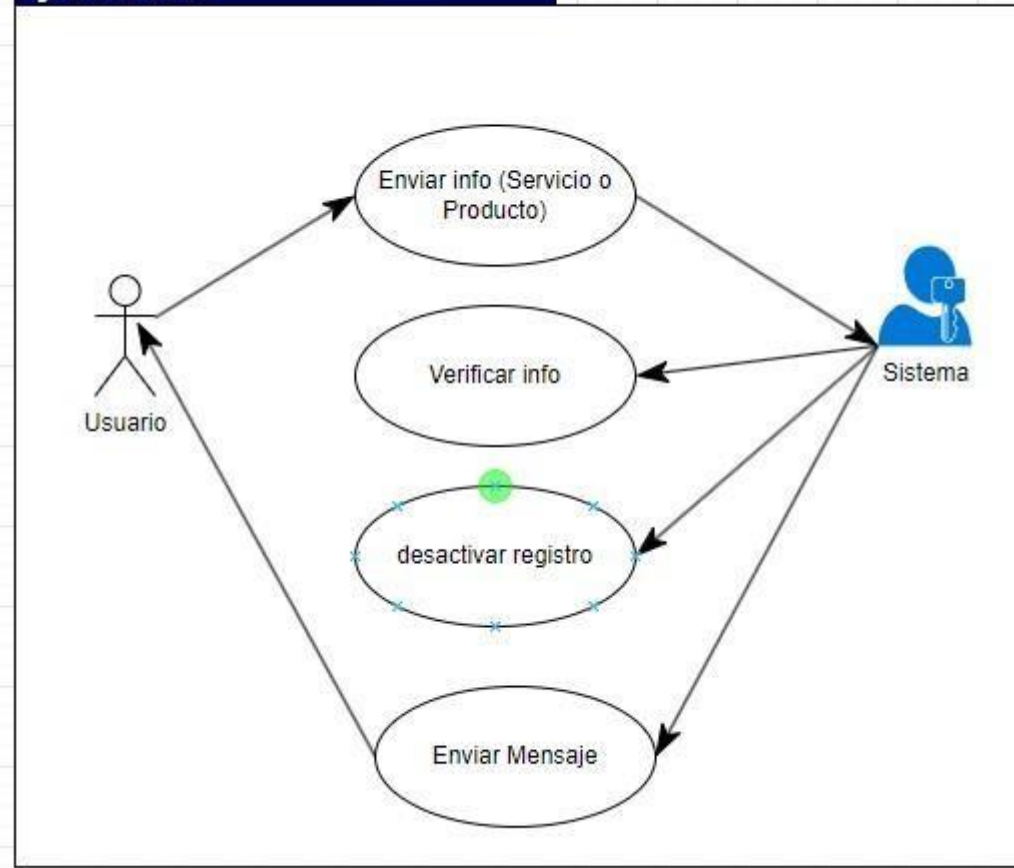 Enviar info (Servicio o
Producto)
Verificar info
Sistema
Usuario
desactivar registro
Enviar Mensaje